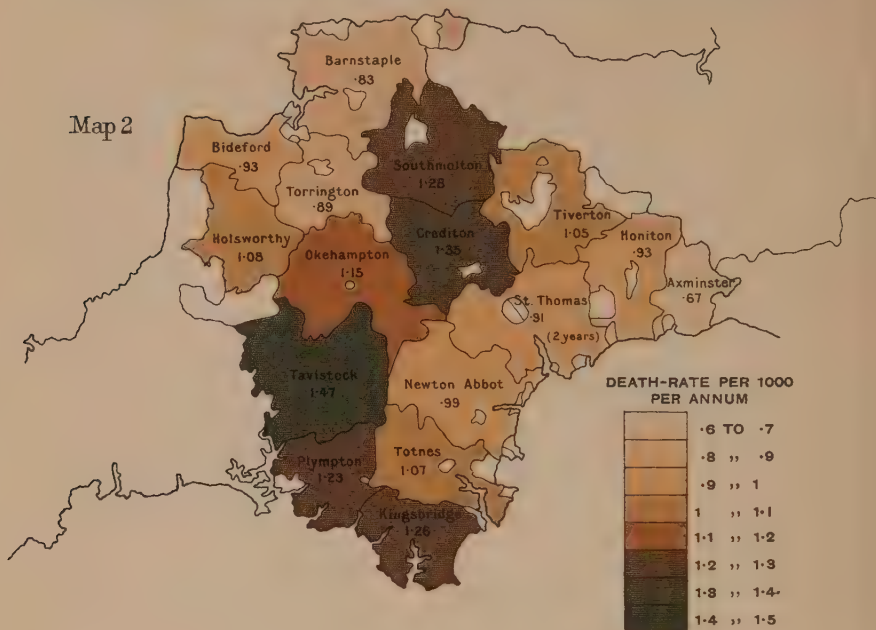 Map 2
Barnstaple
·83
Bideford
·93
Torrington
·89
Southmolton
1·28
Holsworthy
1·08
Okehampton
1·15
Crediton
1·35
Tiverton
1·05
Honiton
·93
Axminster
·67
St. Thomas
·91
(2 years)
Tavistock
1·47
Newton Abbot
·99
Totnes
1·07
Plympton
1·23
Kingsbridge
1·26
DEATH-RATE PER 1000
PER ANNUM
·6 TO ·7
·8 ,, ·9
·9 ,, 1
1 ,, 1·1
1·1 ,, 1·2
1·2 ,, 1·3
1·3 ,, 1·4
1·4 ,, 1·5